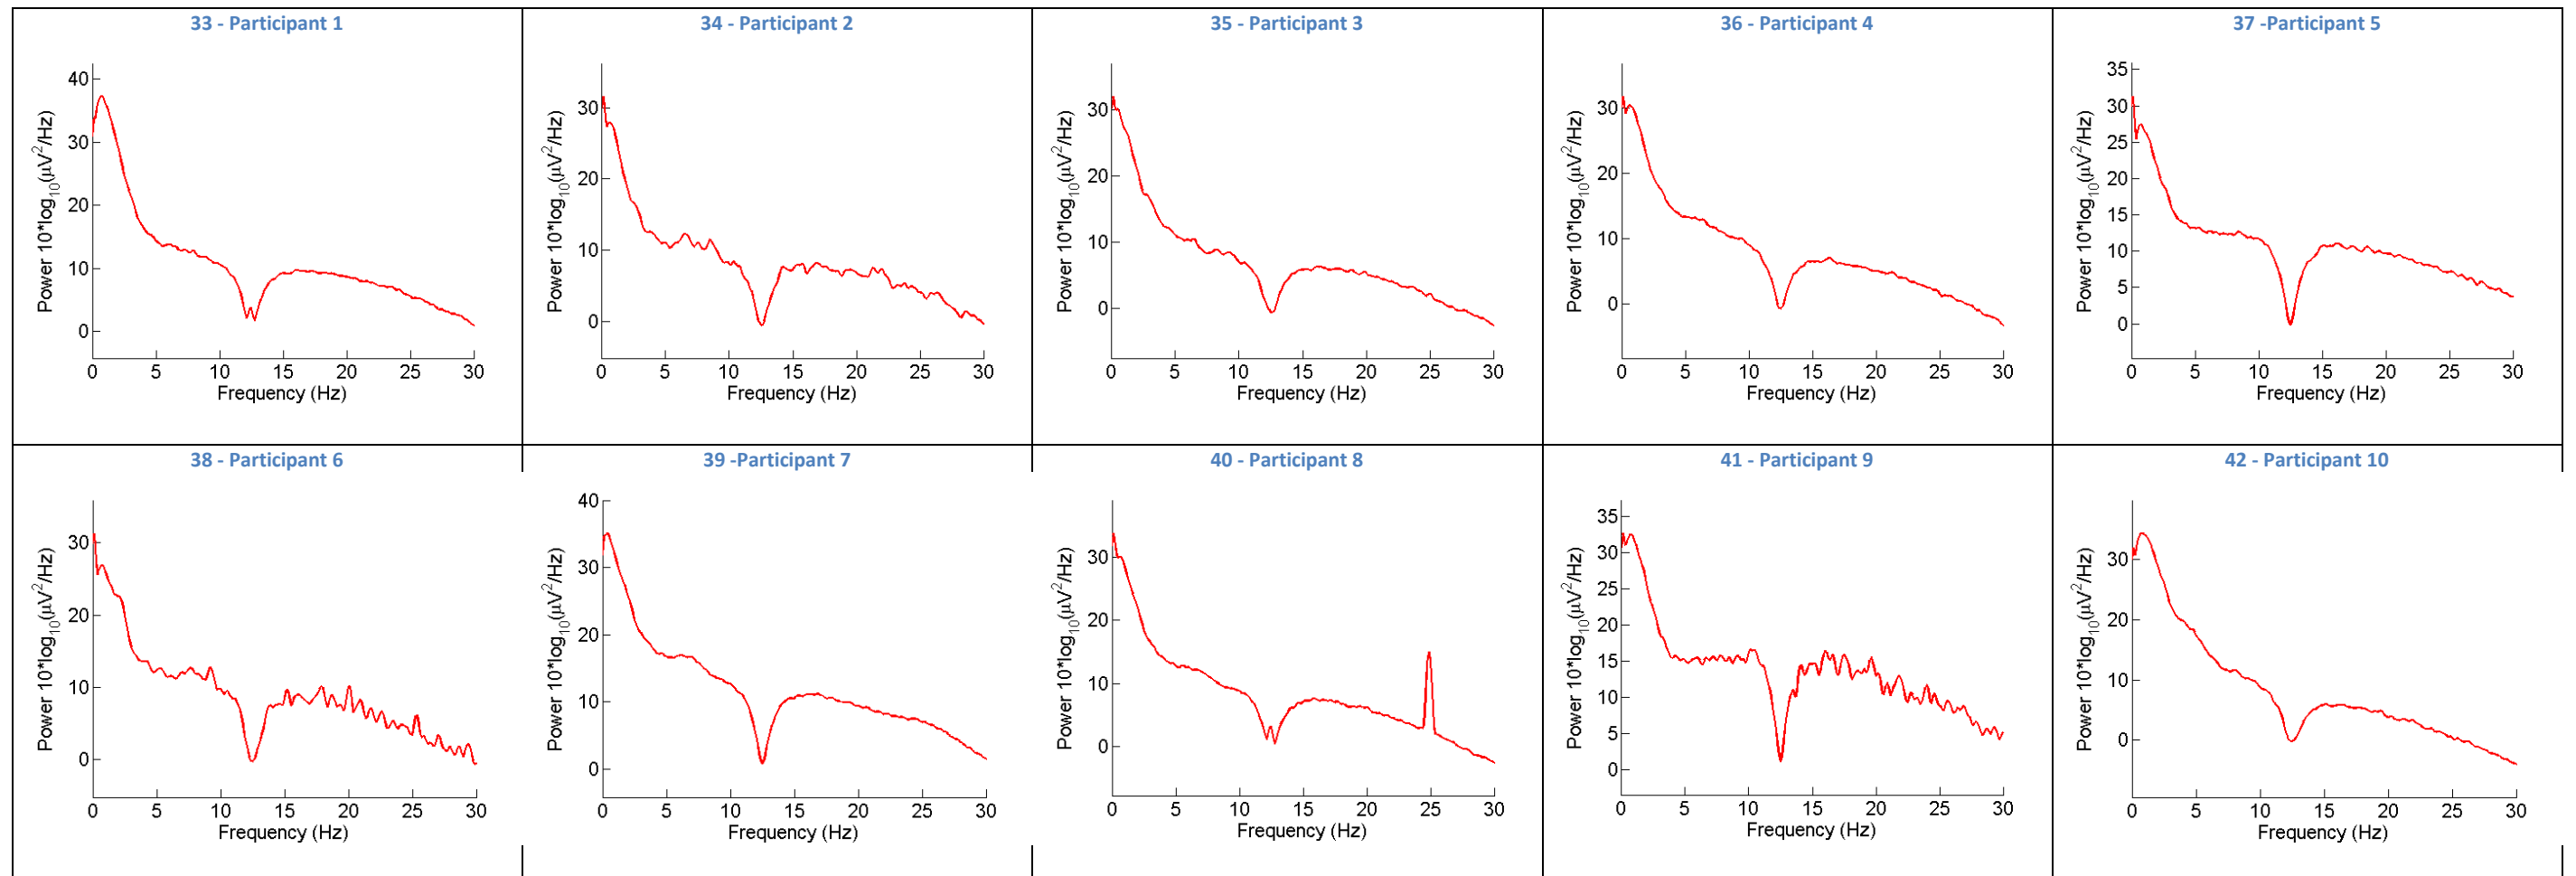 33 - Participant 1
Power 10*log₁₀(μV²/Hz)
40
30
20
10
0
0 5 10 15 20 25 30
Frequency (Hz)
34 - Participant 2
Power 10*log₁₀(μV²/Hz)
30
20
10
0
0 5 10 15 20 25 30
Frequency (Hz)
35 - Participant 3
Power 10*log₁₀(μV²/Hz)
30
20
10
0
0 5 10 15 20 25 30
Frequency (Hz)
36 - Participant 4
Power 10*log₁₀(μV²/Hz)
30
20
10
0
0 5 10 15 20 25 30
Frequency (Hz)
37 -Participant 5
Power 10*log₁₀(μV²/Hz)
35
30
25
20
15
10
5
0
0 5 10 15 20 25 30
Frequency (Hz)
38 - Participant 6
Power 10*log₁₀(μV²/Hz)
30
20
10
0
0 5 10 15 20 25 30
Frequency (Hz)
39 -Participant 7
Power 10*log₁₀(μV²/Hz)
40
30
20
10
0
0 5 10 15 20 25 30
Frequency (Hz)
40 - Participant 8
Power 10*log₁₀(μV²/Hz)
30
20
10
0
0 5 10 15 20 25 30
Frequency (Hz)
41 - Participant 9
Power 10*log₁₀(μV²/Hz)
35
30
25
20
15
10
5
0
0 5 10 15 20 25 30
Frequency (Hz)
42 - Participant 10
Power 10*log₁₀(μV²/Hz)
30
20
10
0
0 5 10 15 20 25 30
Frequency (Hz)